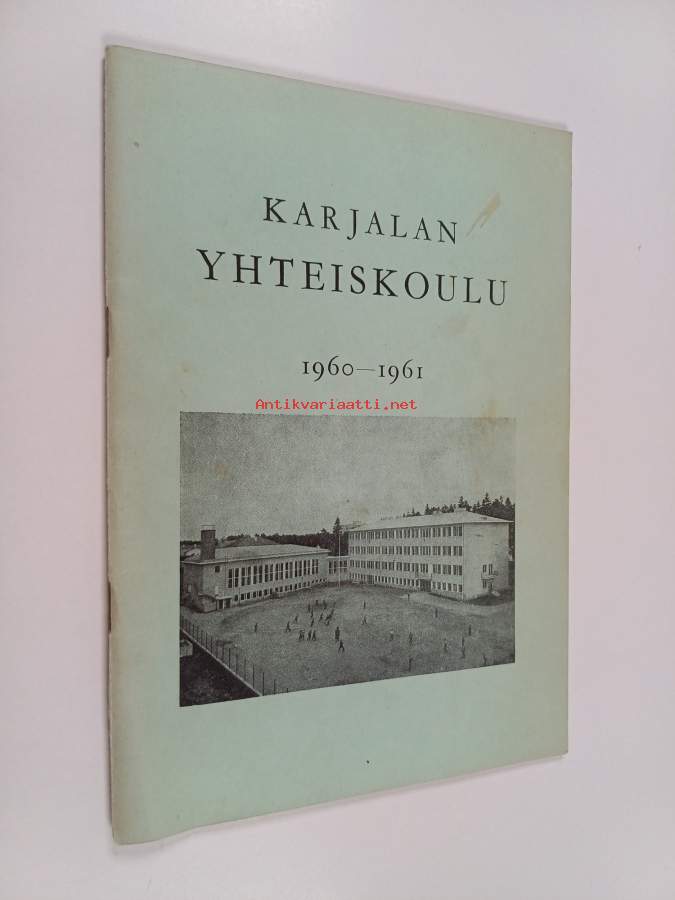 KARJALAN
YHTEISKOULU
1960—1961
Antikvariaatti.net